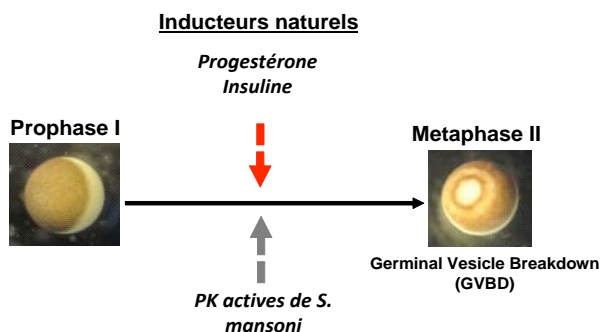 Inducteurs naturels
Progestérone
Insuline
Prophase I
Metaphase II
Germinal Vesicle Breakdown
(GVBD)
PK actives de S.
mansoni